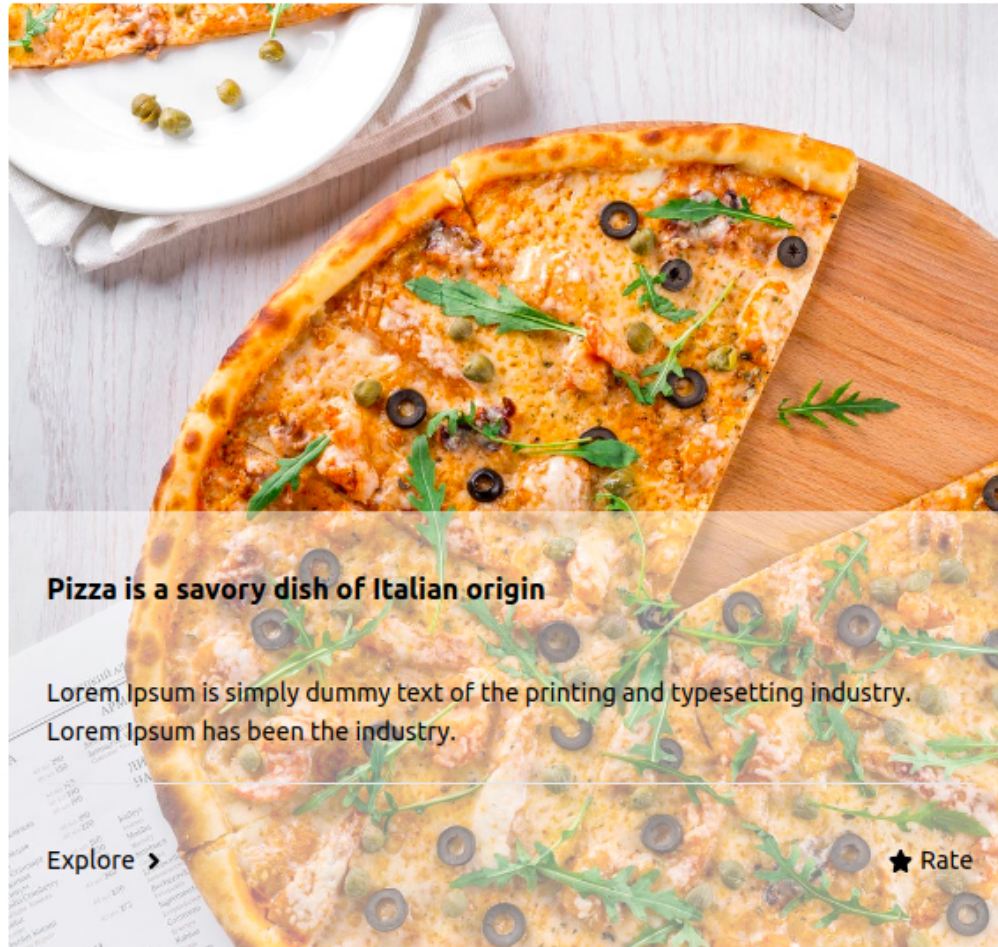 Pizza is a savory dish of Italian origin
Lorem Ipsum is simply dummy text of the printing and typesetting industry.
Lorem Ipsum has been the industry.
Explore
Rate